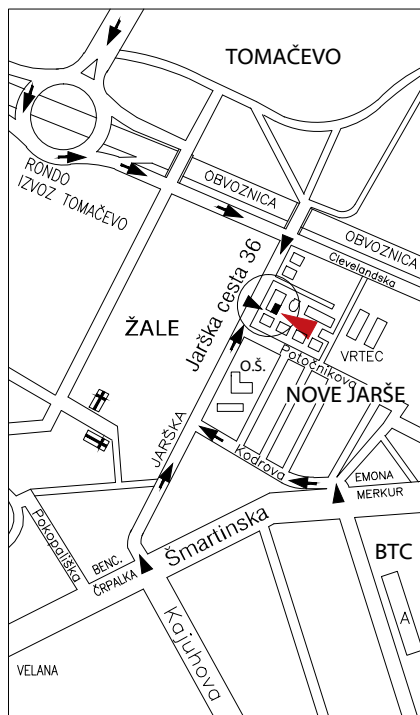 TOMAČEVO
RONDO
IZVOZ TOMAČEVO
OBVOZNICA
OBVOZNICA
Clevelandska
Jarška cesta 36
ŽALE
VRTEC
Potočnikova
O.Š.
NOVE JARŠE
JARŠKA
Kodrova
EMONA
MERKUR
Šmartinska
Pokopališka
BENC.
ČRPALKA
BTC
Kajuhova
A
VELANA